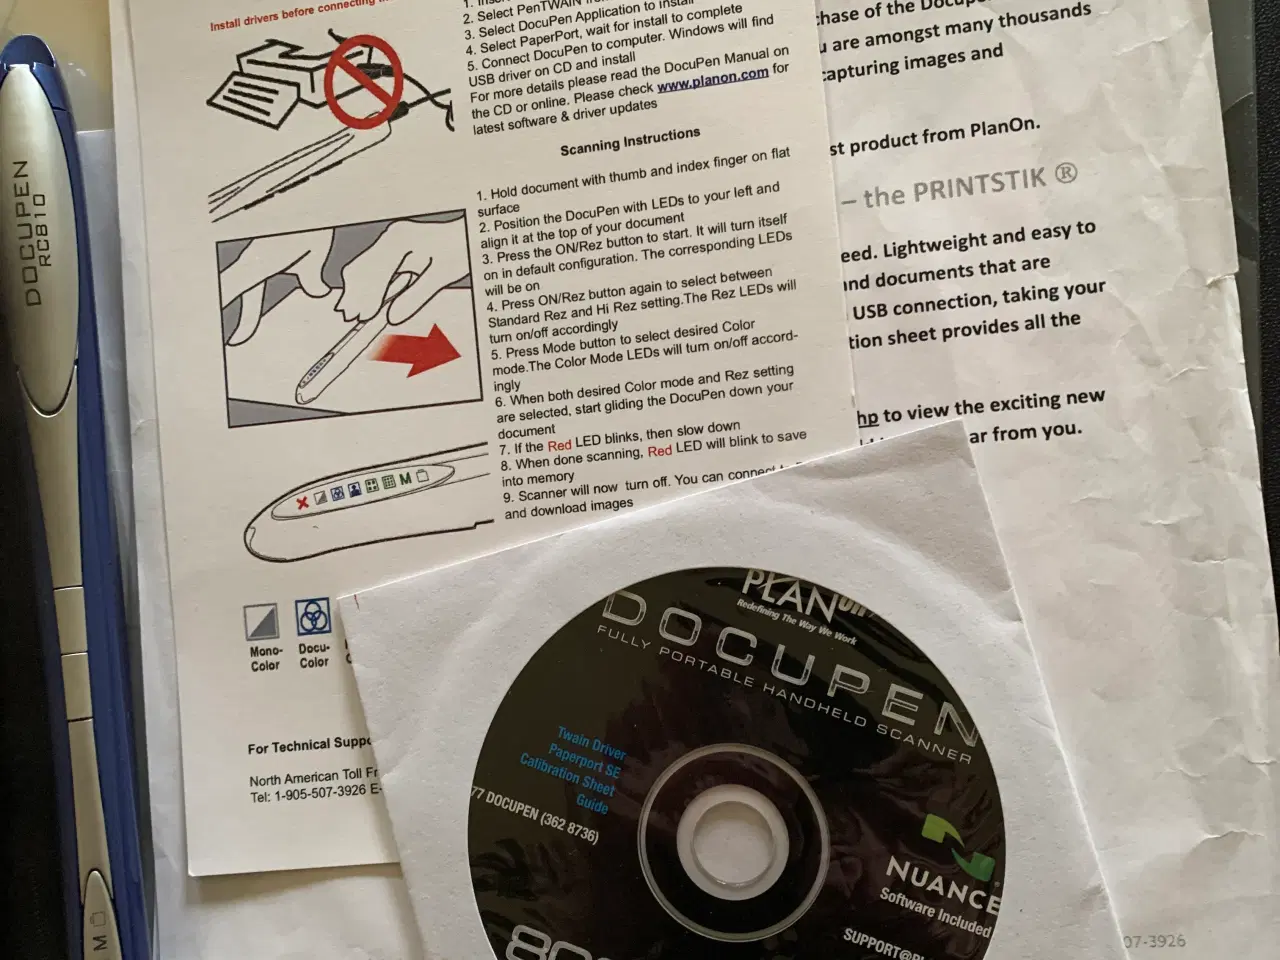 DOCUPEN
RC810
M
Install drivers before connecting
2. Select PenTWAIN
3. Select DocuPen Application to install
4. Select PaperPort, wait for install to complete
5. Connect DocuPen to computer. Windows will find
USB driver on CD and install
For more details please read the DocuPen Manual on
the CD or online. Please check www.planon.com for
latest software & driver updates
Scanning Instructions
1. Hold document with thumb and index finger on flat
surface
2. Position the DocuPen with LEDs to your left and
align it at the top of your document
3. Press the ON/Rez button to start. It will turn itself
on in default configuration. The corresponding LEDs
will be on
4. Press ON/Rez button again to select between
Standard Rez and Hi Rez setting.The Rez LEDs will
turn on/off accordingly
5. Press Mode button to select desired Color
mode.The Color Mode LEDs will turn on/off accord-
ingly
6. When both desired Color mode and Rez setting
are selected, start gliding the DocuPen down your
document
7. If the Red LED blinks, then slow down
8. When done scanning, Red LED will blink to save
into memory
9. Scanner will now turn off. You can connect
and download images
M
Mono-
Color
Docu-
Color
For Technical Suppo
North American Toll Fr
Tel: 1-905-507-3926 E-
hase of the DocuPe
u are amongst many thousands
capturing images and
st product from PlanOn.
– the PRINTSTIK ®
eed. Lightweight and easy to
nd documents that are
USB connection, taking your
tion sheet provides all the
hp to view the exciting new
ar from you.
07-3926
PLANon
Redefining The Way We Work
DOCUPEN
FULLY PORTABLE HANDHELD SCANNER
Twain Driver
Paperport SE
Calibration Sheet
Guide
77 DOCUPEN (362 8736)
NUANCE
Software Included
SUPPORT@PL
80